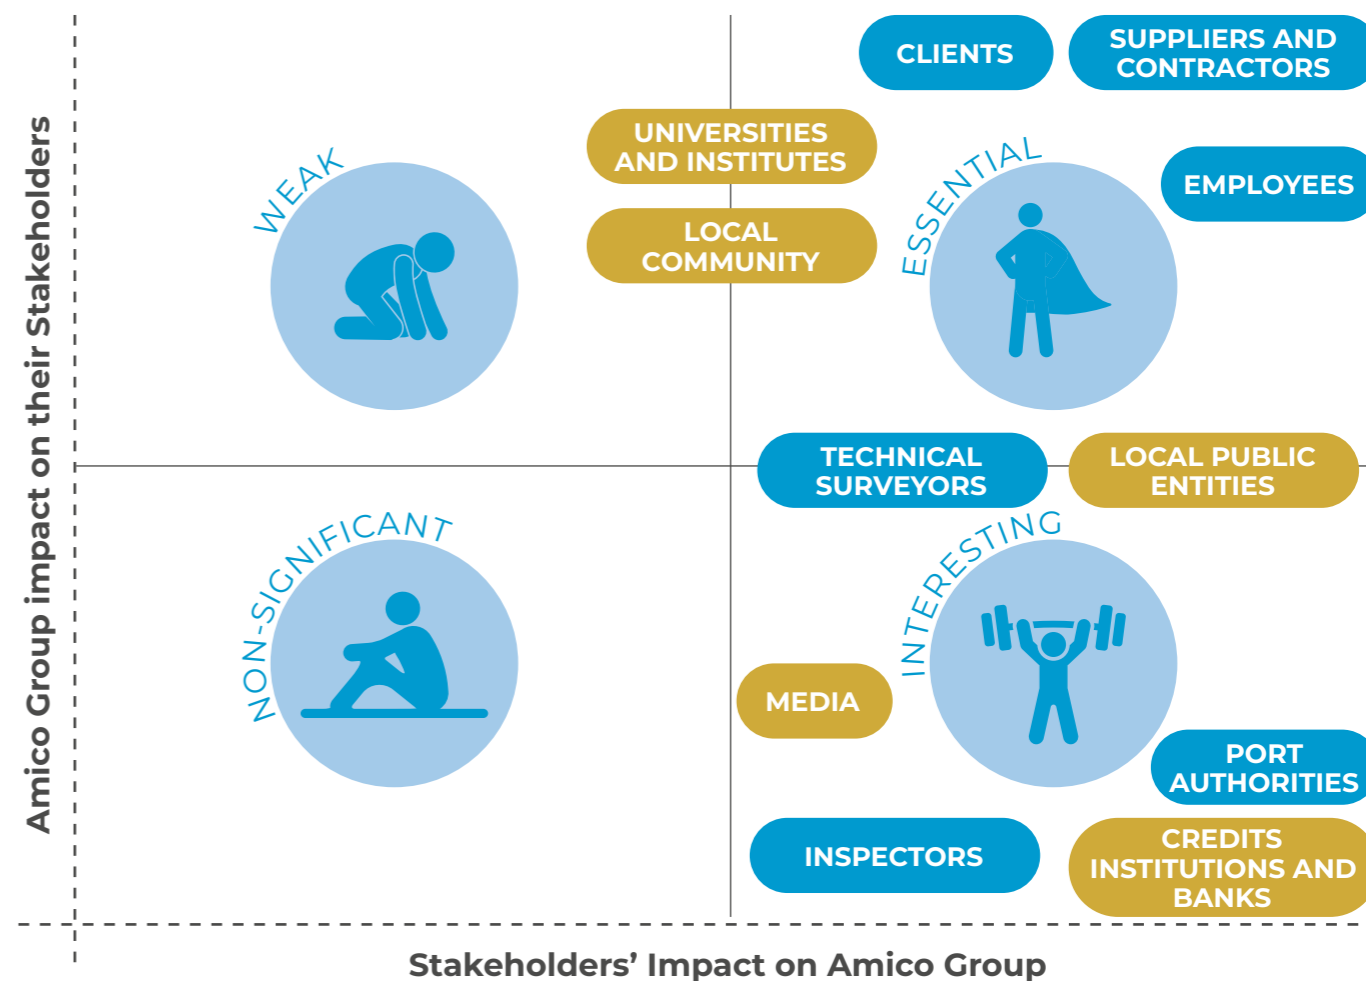 Amico Group impact on their Stakeholders
CLIENTS
SUPPLIERS AND
CONTRACTORS
UNIVERSITIES
AND INSTITUTES
WEAK
ESSENTIAL
EMPLOYEES
LOCAL
COMMUNITY
TECHNICAL
SURVEYORS
LOCAL PUBLIC
ENTITIES
NON-SIGNIFICANT
INTERESTING
MEDIA
PORT
AUTHORITIES
INSPECTORS
CREDITS
INSTITUTIONS AND
BANKS
Stakeholders’ Impact on Amico Group